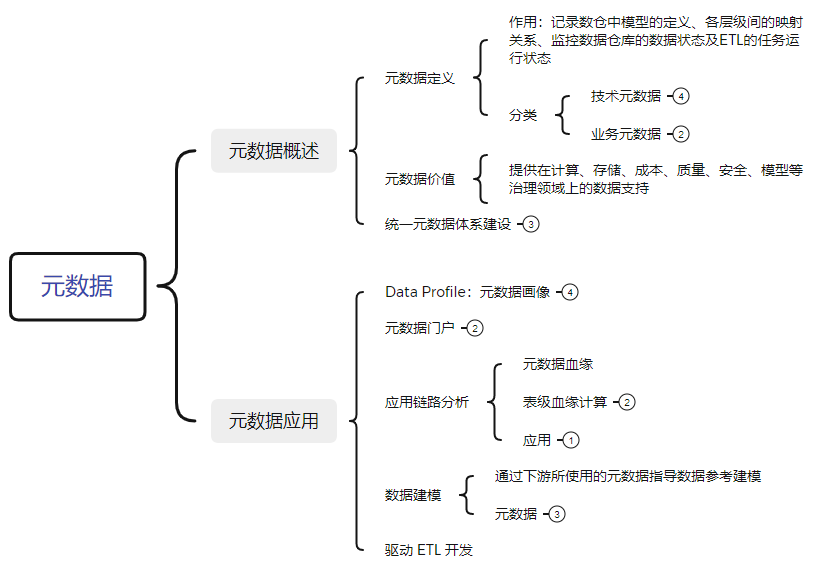 元数据
元数据概述
元数据定义
作用：记录数仓中模型的定义、各层级间的映射
关系、监控数据仓库的数据状态及ETL的任务运
行状态
分类
技术元数据 4
业务元数据 2
元数据价值
提供在计算、存储、成本、质量、安全、模型等
治理领域上的数据支持
统一元数据体系建设 3
元数据应用
Data Profile：元数据画像 4
元数据门户 2
应用链路分析
元数据血缘
表级血缘计算 2
应用 1
数据建模
通过下游所使用的元数据指导数据参考建模
元数据 3
驱动 ETL 开发